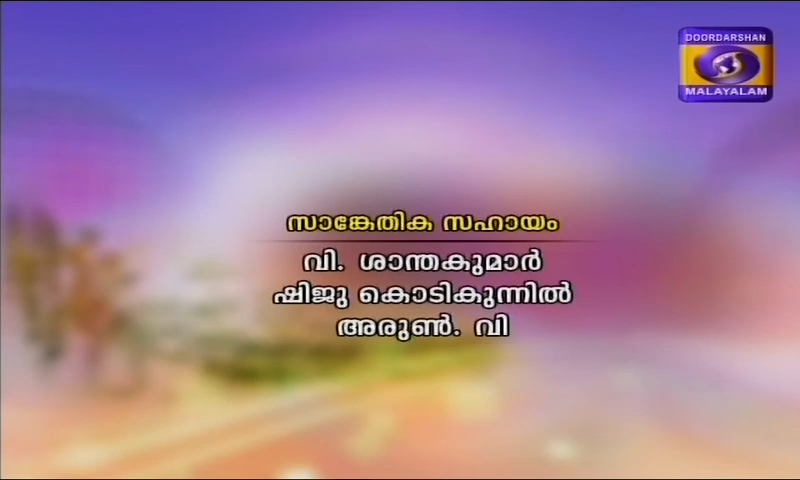 DOORDARSHAN
MALAYALAM
സാങ്കേതിക സഹായം
വി. ശാന്തകുമാർ
ഷിജു കൊടികുന്നിൽ
അരുൺ. വി